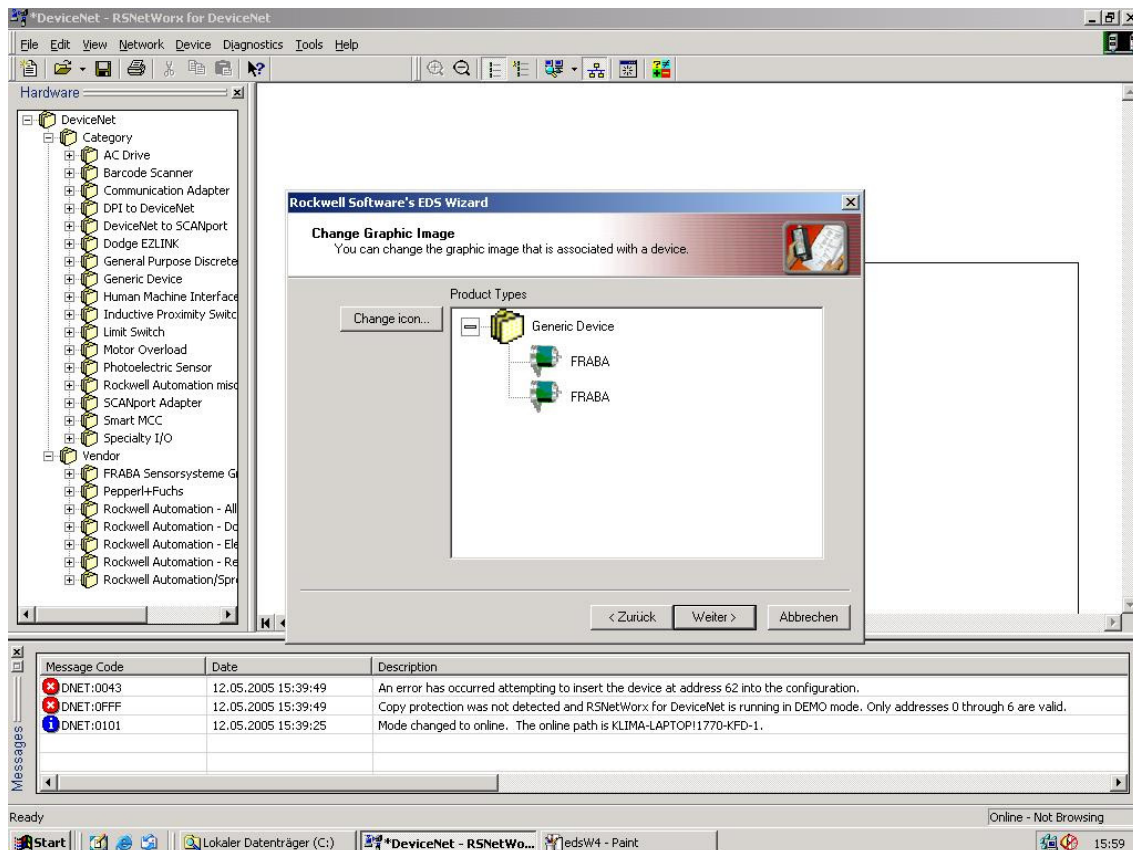 *DeviceNet - RSNetWorx for DeviceNet
File Edit View Network Device Diagnostics Tools Help
Hardware
DeviceNet
Category
AC Drive
Barcode Scanner
Communication Adapter
DPI to DeviceNet
DeviceNet to SCANport
Dodge EZLINK
General Purpose Discrete
Generic Device
Human Machine Interface
Inductive Proximity Switc
Limit Switch
Motor Overload
Photoelectric Sensor
Rockwell Automation misc
SCANport Adapter
Smart MCC
Specialty I/O
Vendor
FRABA Sensorsysteme G
Pepperl+Fuchs
Rockwell Automation - All
Rockwell Automation - Do
Rockwell Automation - Ele
Rockwell Automation - Re
Rockwell Automation/Spr
Rockwell Software's EDS Wizard
Change Graphic Image
You can change the graphic image that is associated with a device.
Product Types
Change icon...
Generic Device
FRABA
FRABA
< Zurück Weiter > Abbrechen
Messages
Message Code Date Description
DNET:0043 12.05.2005 15:39:49 An error has occurred attempting to insert the device at address 62 into the configuration.
DNET:0FFF 12.05.2005 15:39:49 Copy protection was not detected and RSNetWorx for DeviceNet is running in DEMO mode. Only addresses 0 through 6 are valid.
DNET:0101 12.05.2005 15:39:25 Mode changed to online. The online path is KLIMA-LAPTOP!1770-KFD-1.
Ready Online - Not Browsing
Start Lokaler Datenträger (C:) *DeviceNet - RSNetWo... edsW4 - Paint 15:59